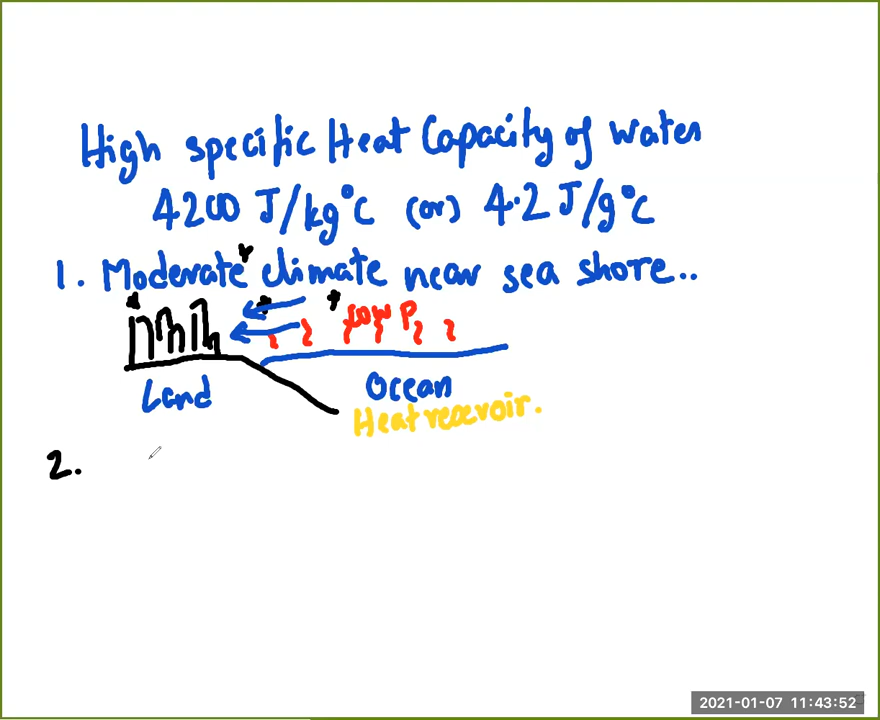 High specific Heat Capacity of water
4200 J/kg°C (or) 4.2 J/g°C
1. Moderate climate near sea shore..
Low P
Land
Ocean
Heat resevoir.
2.
2021-01-07 11:43:52